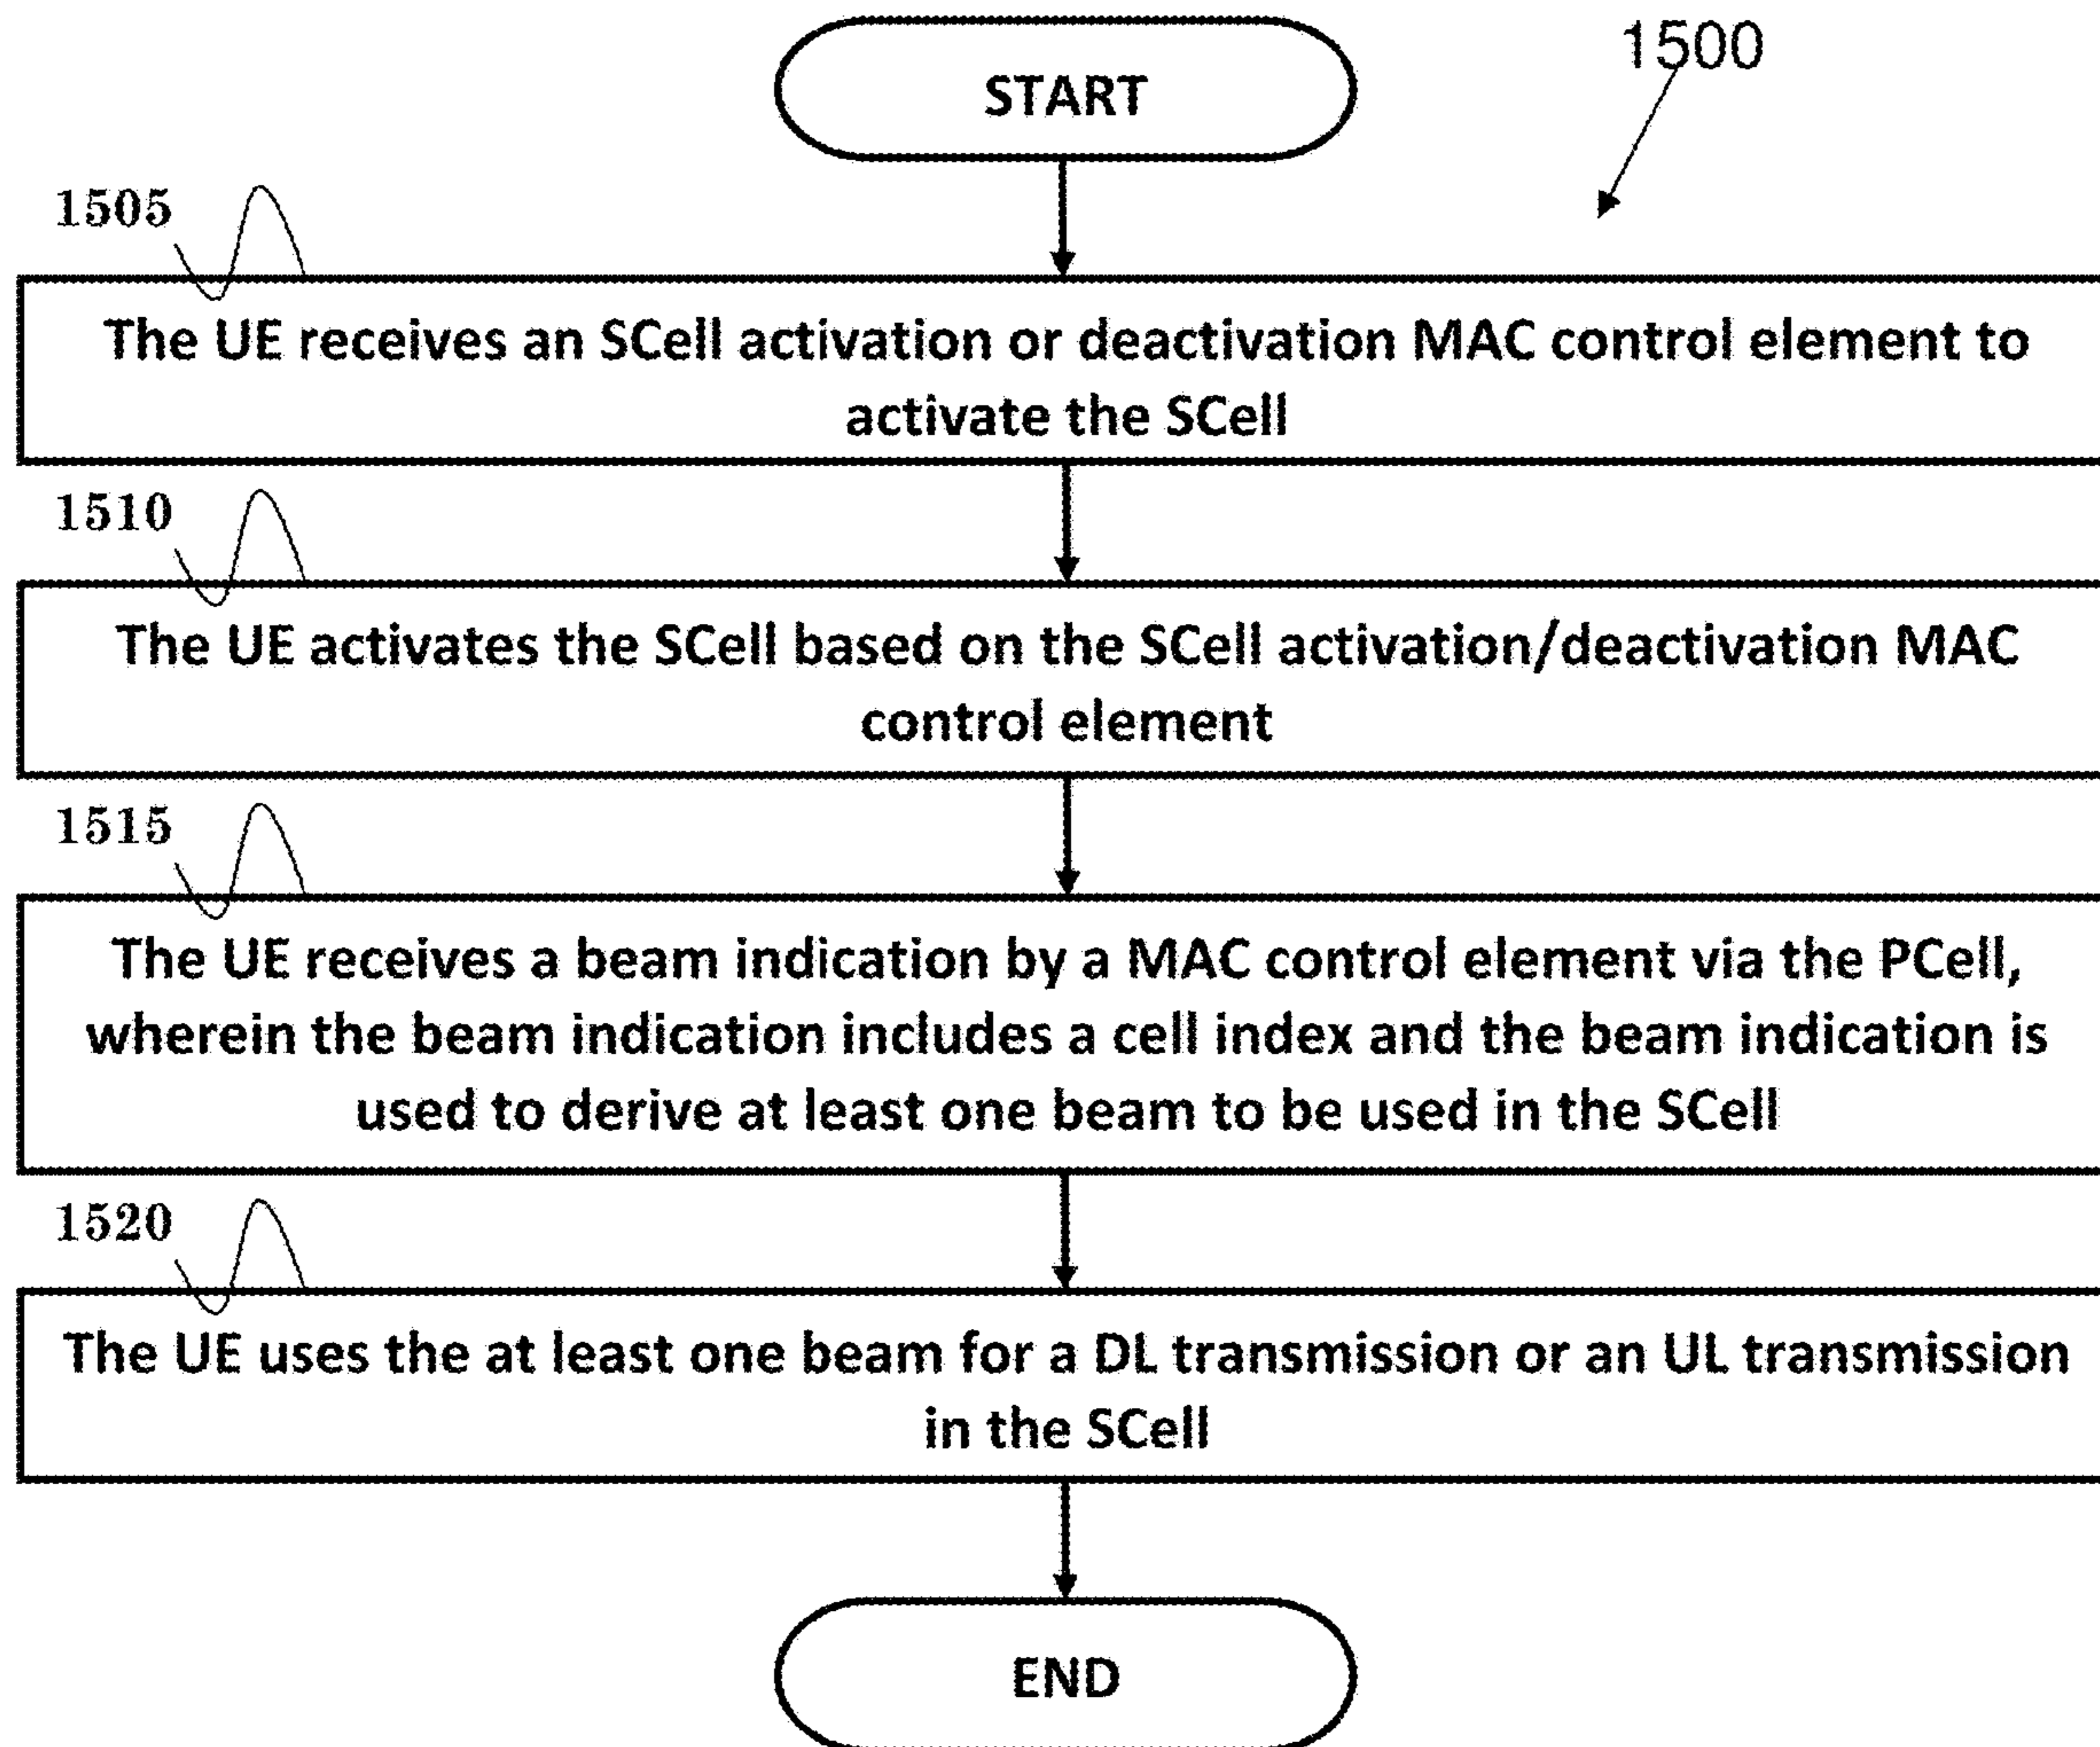 1500
START
1505
The UE receives an SCell activation or deactivation MAC control element to
activate the SCell
1510
The UE activates the SCell based on the SCell activation/deactivation MAC
control element
1515
The UE receives a beam indication by a MAC control element via the PCell,
wherein the beam indication includes a cell index and the beam indication is
used to derive at least one beam to be used in the SCell
1520
The UE uses the at least one beam for a DL transmission or an UL transmission
in the SCell
END